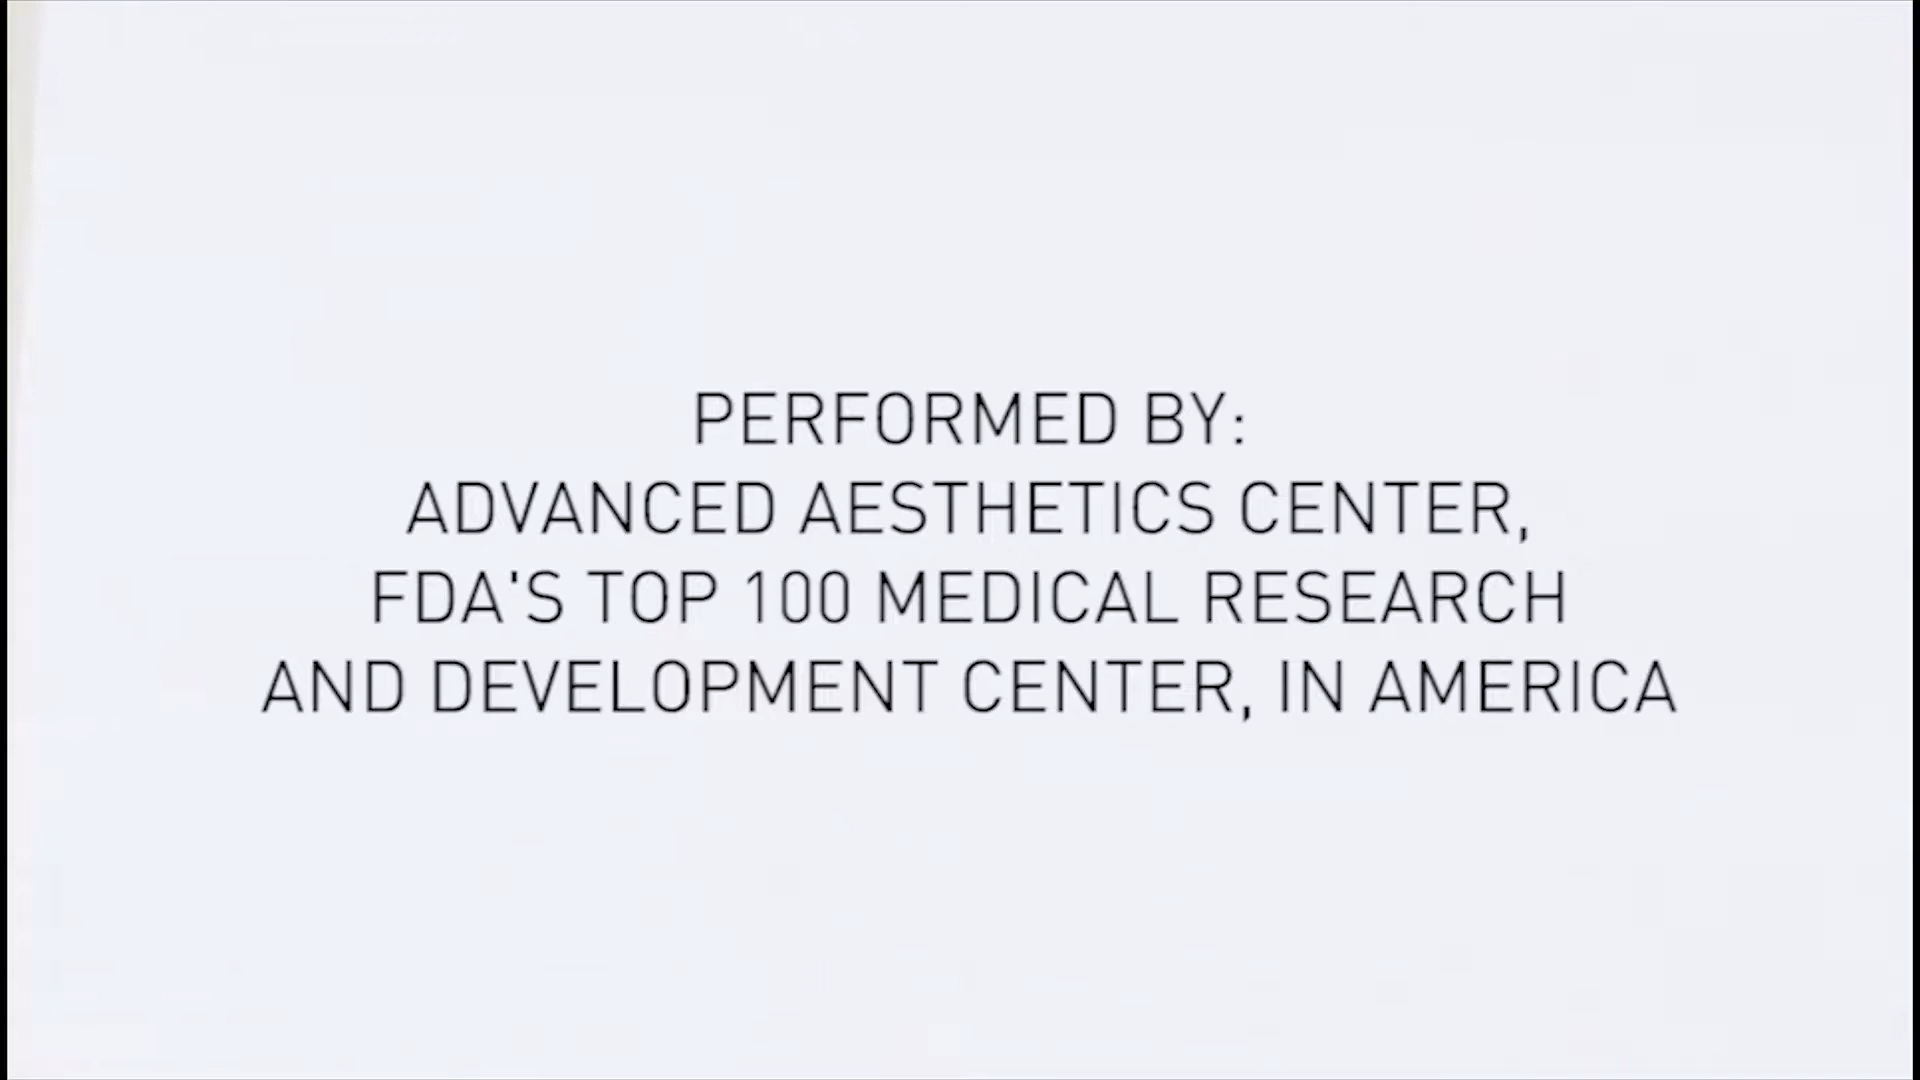 PERFORMED BY:
ADVANCED AESTHETICS CENTER,
FDA'S TOP 100 MEDICAL RESEARCH
AND DEVELOPMENT CENTER, IN AMERICA